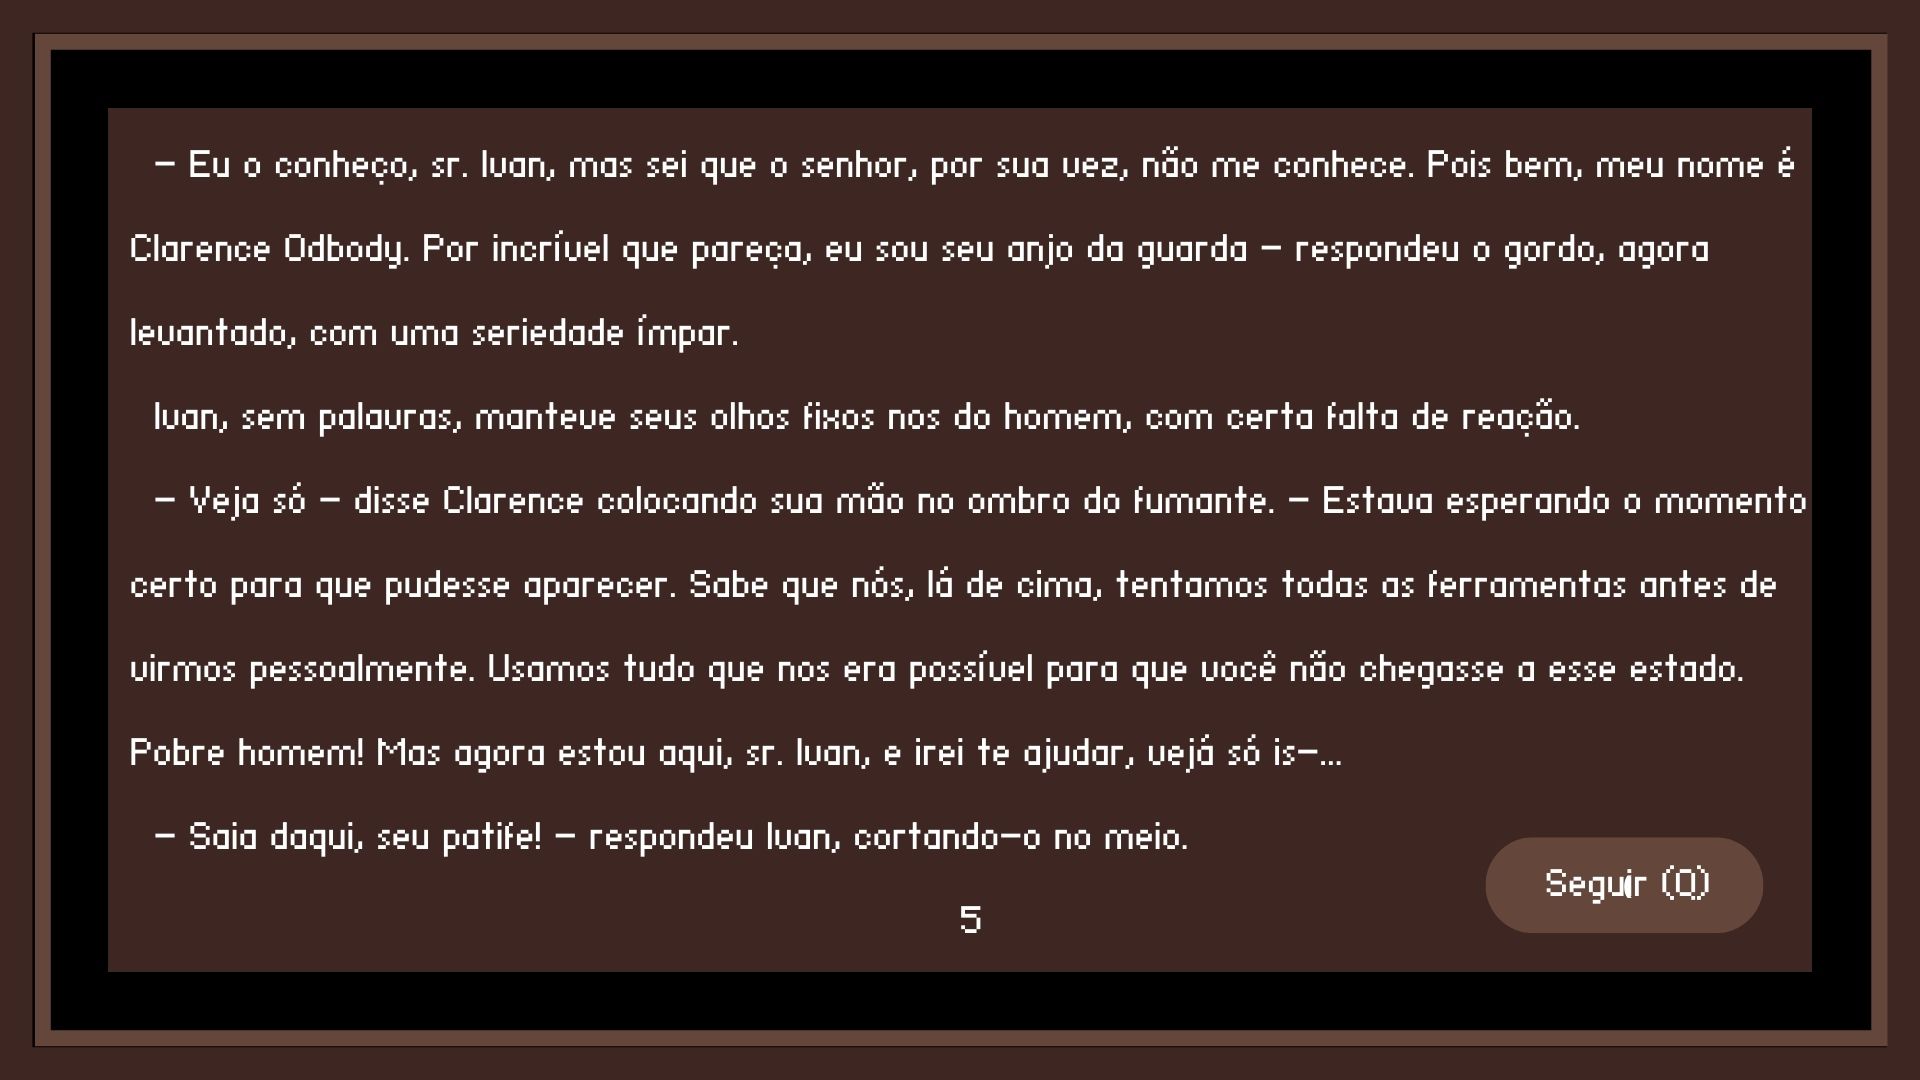 – Eu o conheço, sr. Ivan, mas sei que o senhor, por sua vez, não me conhece. Pois bem, meu nome é
Clarence Odbody. Por incrível que pareça, eu sou seu anjo da guarda – respondeu o gordo, agora
levantado, com uma seriedade ímpar.
Ivan, sem palavras, manteve seus olhos fixos nos do homem, com certa falta de reação.
– Veja só – disse Clarence colocando sua mão no ombro do fumante. – Estava esperando o momento
certo para que pudesse aparecer. Sabe que nós, lá de cima, tentamos todas as ferramentas antes de
virmos pessoalmente. Usamos tudo que nos era possível para que você não chegasse a esse estado.
Pobre homem! Mas agora estou aqui, sr. Ivan, e irei te ajudar, vejá só is–...
– Saia daqui, seu patife! – respondeu Ivan, cortando–o no meio.
Seguir (Q)
5